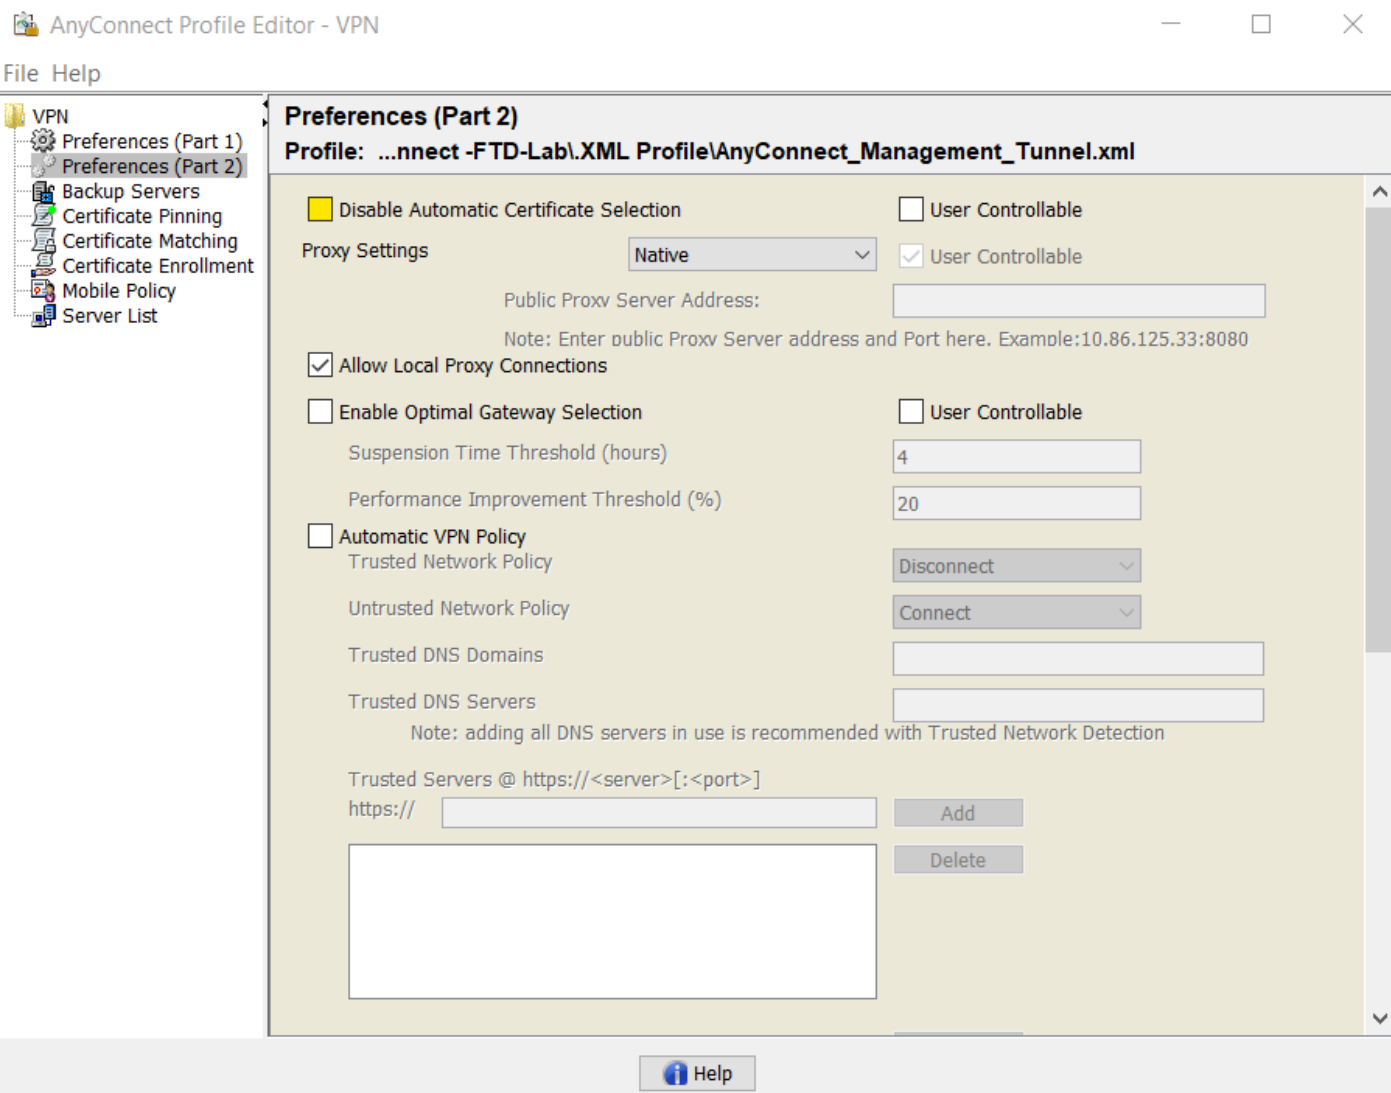 AnyConnect Profile Editor - VPN
File Help
VPN
Preferences (Part 1)
Preferences (Part 2)
Backup Servers
Certificate Pinning
Certificate Matching
Certificate Enrollment
Mobile Policy
Server List
Preferences (Part 2)
Profile: ...nnect -FTD-Lab\.XML Profile\AnyConnect_Management_Tunnel.xml
Disable Automatic Certificate Selection User Controllable
Proxy Settings Native User Controllable
Public Proxy Server Address:
Note: Enter public Proxy Server address and Port here. Example:10.86.125.33:8080
Allow Local Proxy Connections
Enable Optimal Gateway Selection User Controllable
Suspension Time Threshold (hours) 4
Performance Improvement Threshold (%) 20
Automatic VPN Policy
Trusted Network Policy Disconnect
Untrusted Network Policy Connect
Trusted DNS Domains
Trusted DNS Servers
Note: adding all DNS servers in use is recommended with Trusted Network Detection
Trusted Servers @ https://<server>[:<port>]
https:// Add
Delete
Help